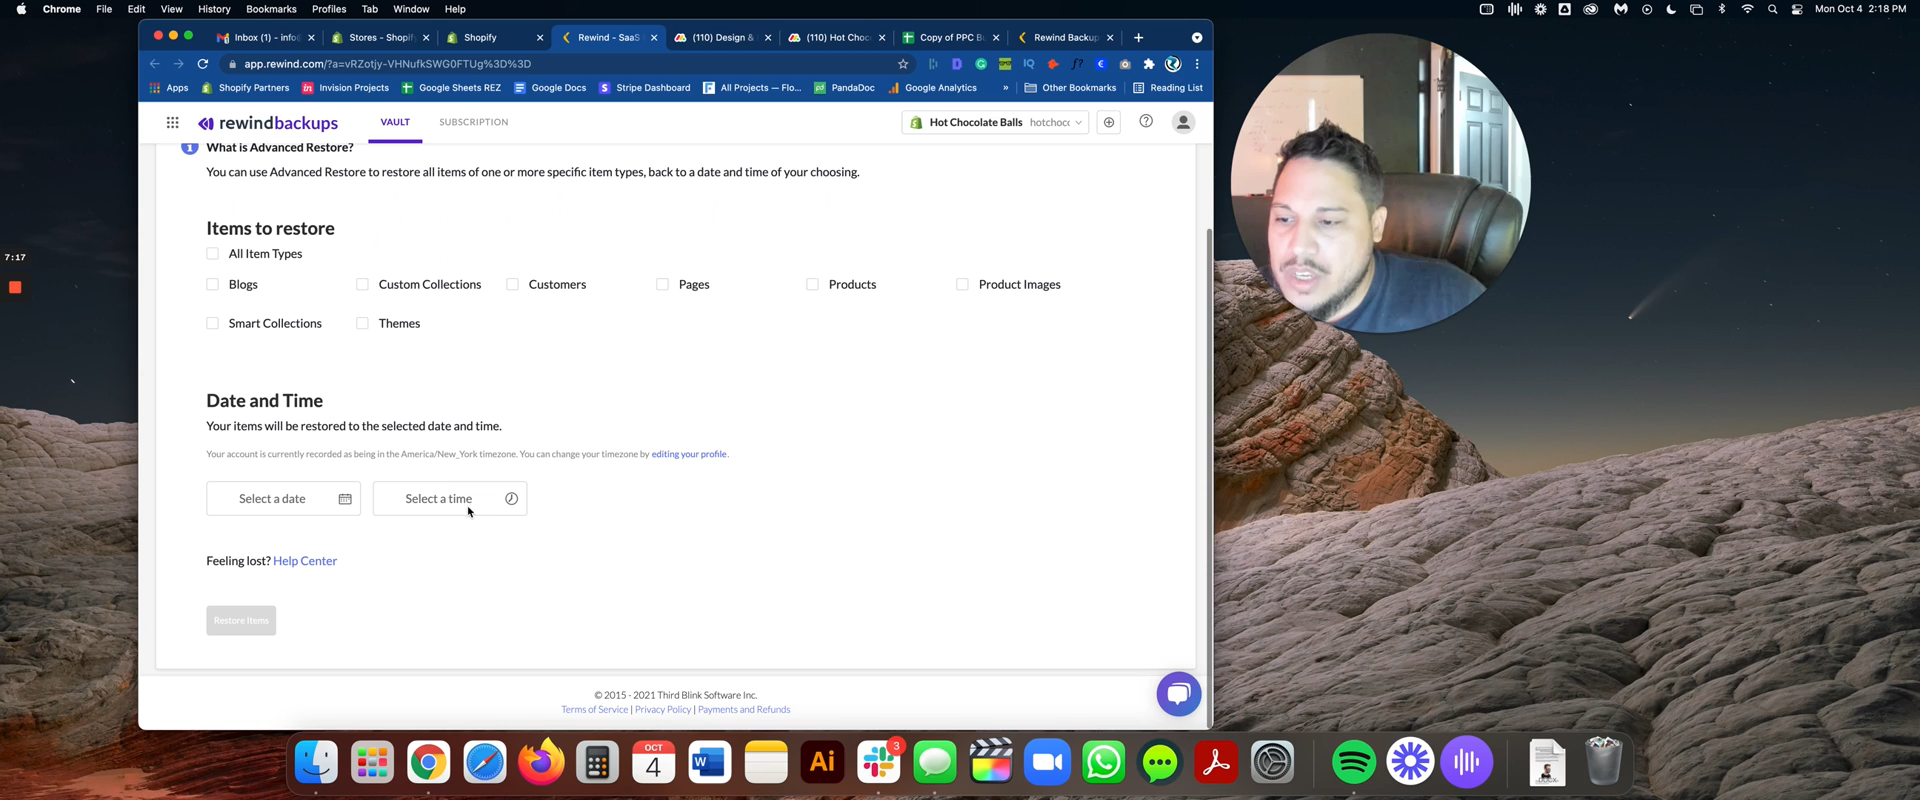 Chrome File Edit View History Bookmarks Profiles Tab Window Help
Mon Oct 4 2:18 PM
Inbox (1) - info
Stores - Shopif
Shopify
Rewind - SaaS
(110) Design &
(110) Hot Choc
Copy of PPC B
Rewind Backup
app.rewind.com/?a=vRZotjy-VHNufkSWG0FTUg%3D%3D
Apps Shopify Partners Invision Projects Google Sheets REZ Google Docs Stripe Dashboard All Projects — Flo... PandaDoc Google Analytics » Other Bookmarks Reading List
rewindbackups VAULT SUBSCRIPTION Hot Chocolate Balls hotchocc
What is Advanced Restore?
You can use Advanced Restore to restore all items of one or more specific item types, back to a date and time of your choosing.
Items to restore
All Item Types
Blogs Custom Collections Customers Pages Products Product Images
Smart Collections Themes
7:17
Date and Time
Your items will be restored to the selected date and time.
Your account is currently recorded as being in the America/New_York timezone. You can change your timezone by editing your profile.
Select a date Select a time
Feeling lost? Help Center
Restore Items
© 2015 - 2021 Third Blink Software Inc.
Terms of Service | Privacy Policy | Payments and Refunds
OCT
4
W
Ai
3